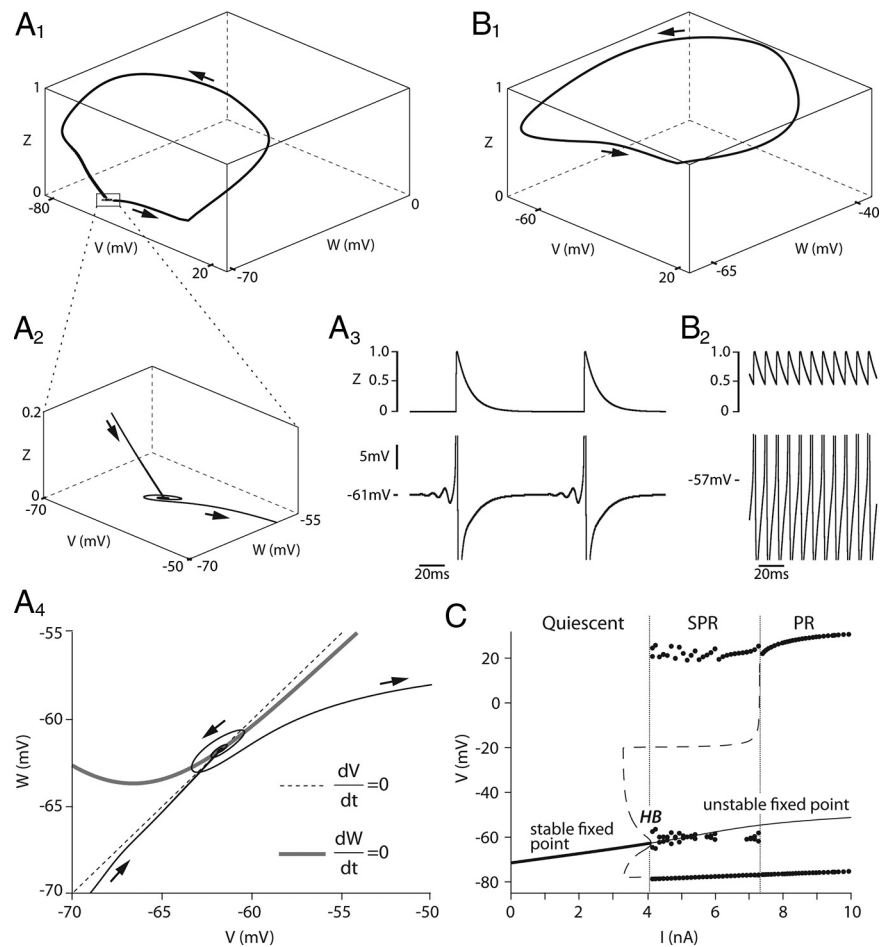 A1
1
Z
0
-80
V (mV)
20
-70
W (mV)
0
B1
1
Z
0
-60
V (mV)
20
-65
W (mV)
-40
A2
0.2
Z
0
-70
V (mV)
-50
-70
W (mV)
-55
A3
1.0
Z
0.5
0
5mV
-61mV
20ms
B2
1.0
0.5
0
-57mV
20ms
A4
-55
-60
-65
-70
W (mV)
-70 -65 -60 -55 -50
V (mV)
dV/dt=0
dW/dt=0
C
Quiescent SPR PR
20
0
-20
-40
-60
-80
V (mV)
HB
stable fixed
point
unstable fixed point
0 2 4 6 8 10
I (nA)